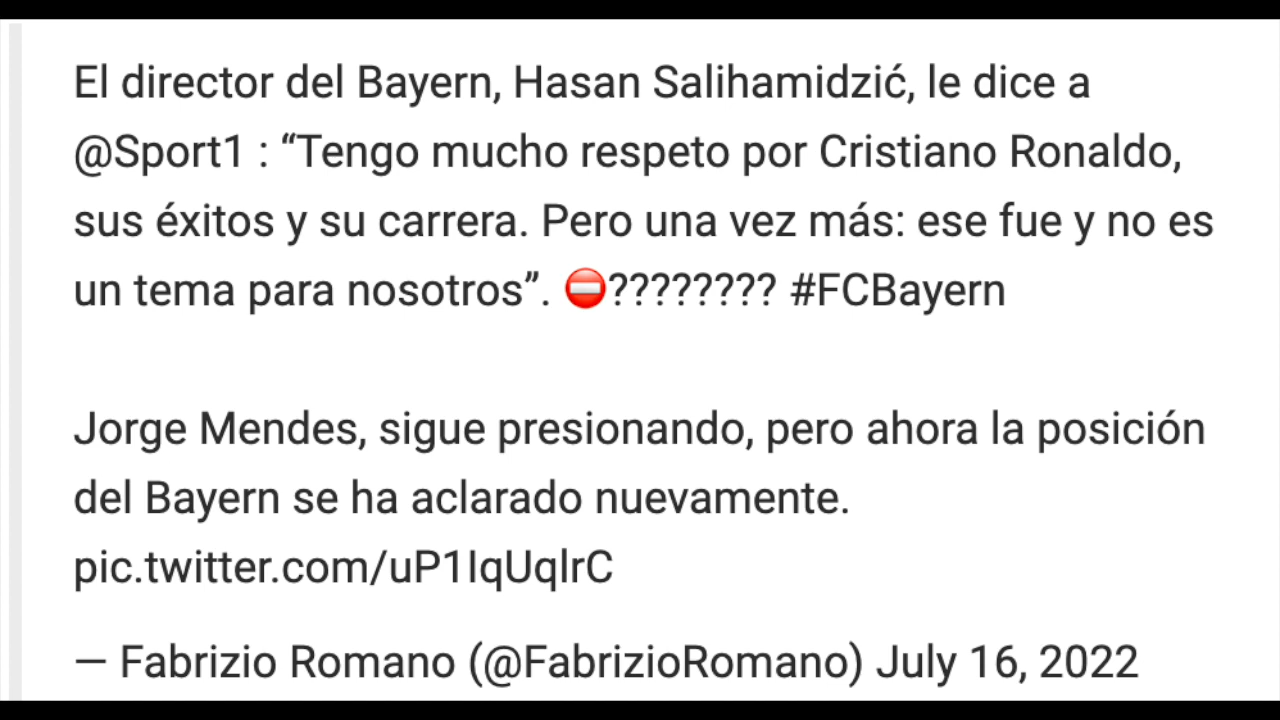 El director del Bayern, Hasan Salihamidzić, le dice a
@Sport1 : “Tengo mucho respeto por Cristiano Ronaldo,
sus éxitos y su carrera. Pero una vez más: ese fue y no es
un tema para nosotros”. ⛔???????? #FCBayern
Jorge Mendes, sigue presionando, pero ahora la posición
del Bayern se ha aclarado nuevamente.
pic.twitter.com/uP1IqUqlrC
— Fabrizio Romano (@FabrizioRomano) July 16, 2022